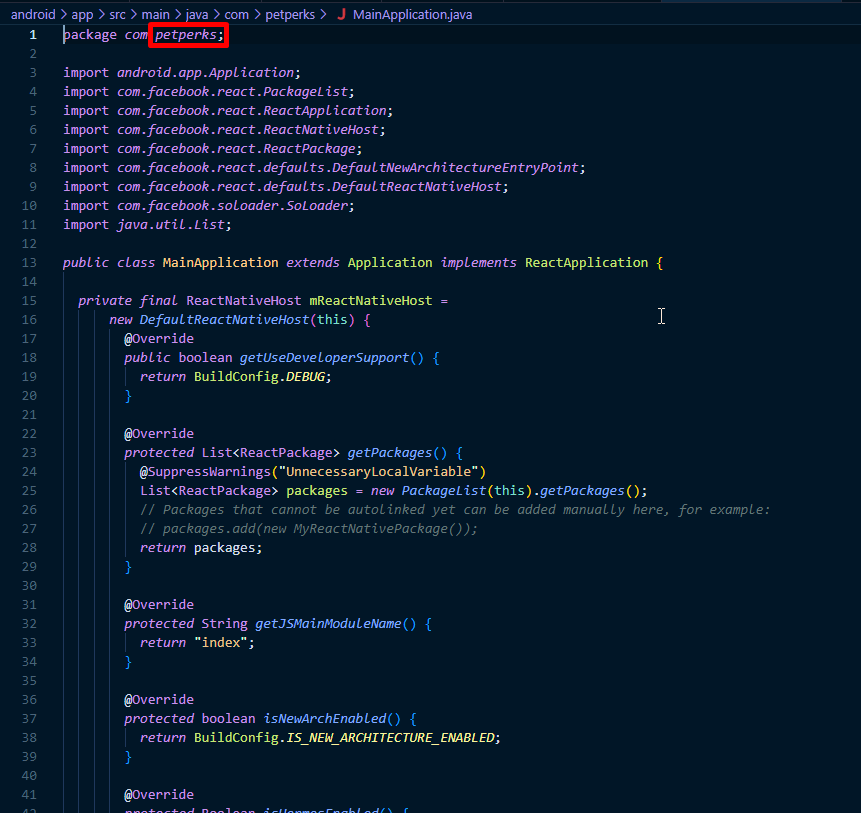 android > app > src > main > java > com > petperks > J MainApplication.java
1 package com petperks;
2
3 import android.app.Application;
4 import com.facebook.react.PackageList;
5 import com.facebook.react.ReactApplication;
6 import com.facebook.react.ReactNativeHost;
7 import com.facebook.react.ReactPackage;
8 import com.facebook.react.defaults.DefaultNewArchitectureEntryPoint;
9 import com.facebook.react.defaults.DefaultReactNativeHost;
10 import com.facebook.soloader.SoLoader;
11 import java.util.List;
12
13 public class MainApplication extends Application implements ReactApplication {
14
15 private final ReactNativeHost mReactNativeHost =
16 new DefaultReactNativeHost(this) {
17 @Override
18 public boolean getUseDeveloperSupport() {
19 return BuildConfig.DEBUG;
20 }
21
22 @Override
23 protected List<ReactPackage> getPackages() {
24 @SuppressWarnings("UnnecessaryLocalVariable")
25 List<ReactPackage> packages = new PackageList(this).getPackages();
26 // Packages that cannot be autolinked yet can be added manually here, for example:
27 // packages.add(new MyReactNativePackage());
28 return packages;
29 }
30
31 @Override
32 protected String getJSMainModuleName() {
33 return "index";
34 }
35
36 @Override
37 protected boolean isNewArchEnabled() {
38 return BuildConfig.IS_NEW_ARCHITECTURE_ENABLED;
39 }
40
41 @Override
42 protected Boolean isHermesEnabled() {